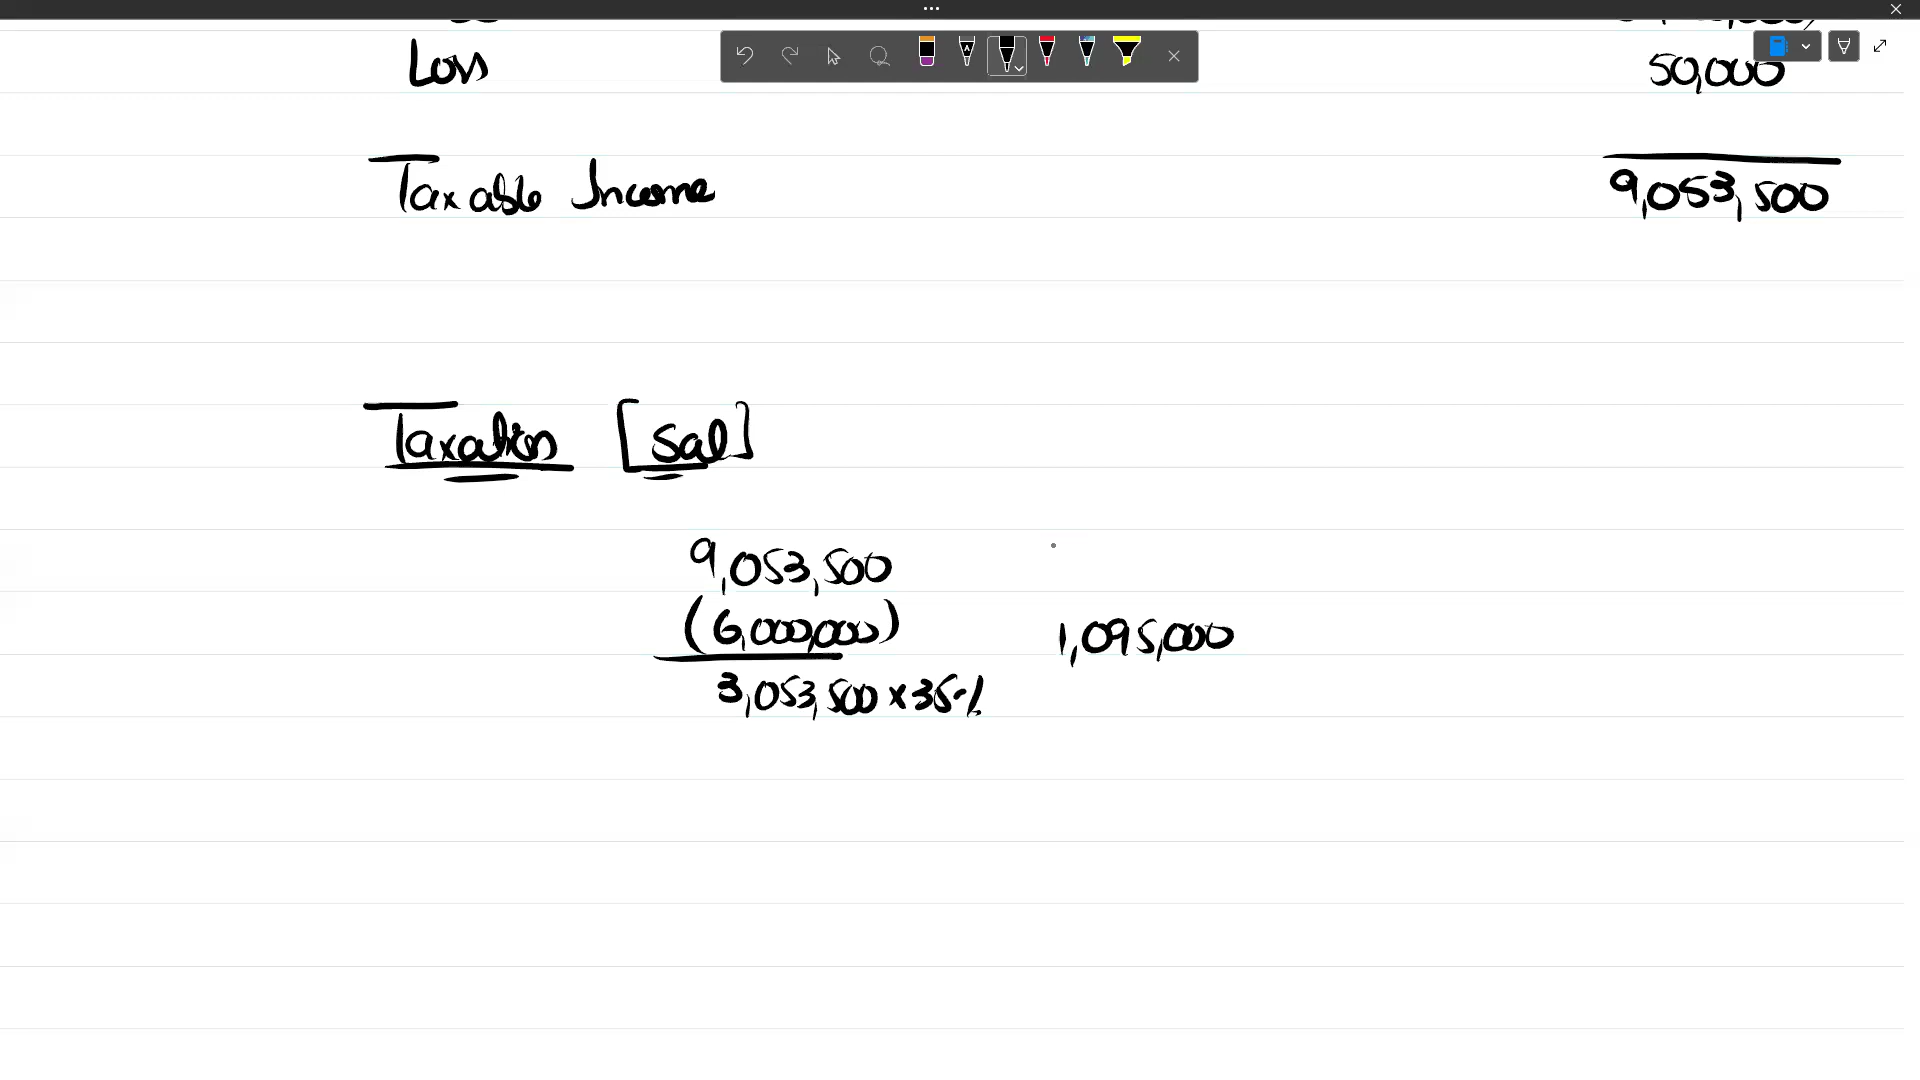 Loss 50,000
Taxable Income 9,053,500
Taxation [Sal]
9,053,500
(6,000,000) 1,095,000
3,053,500 x 35%